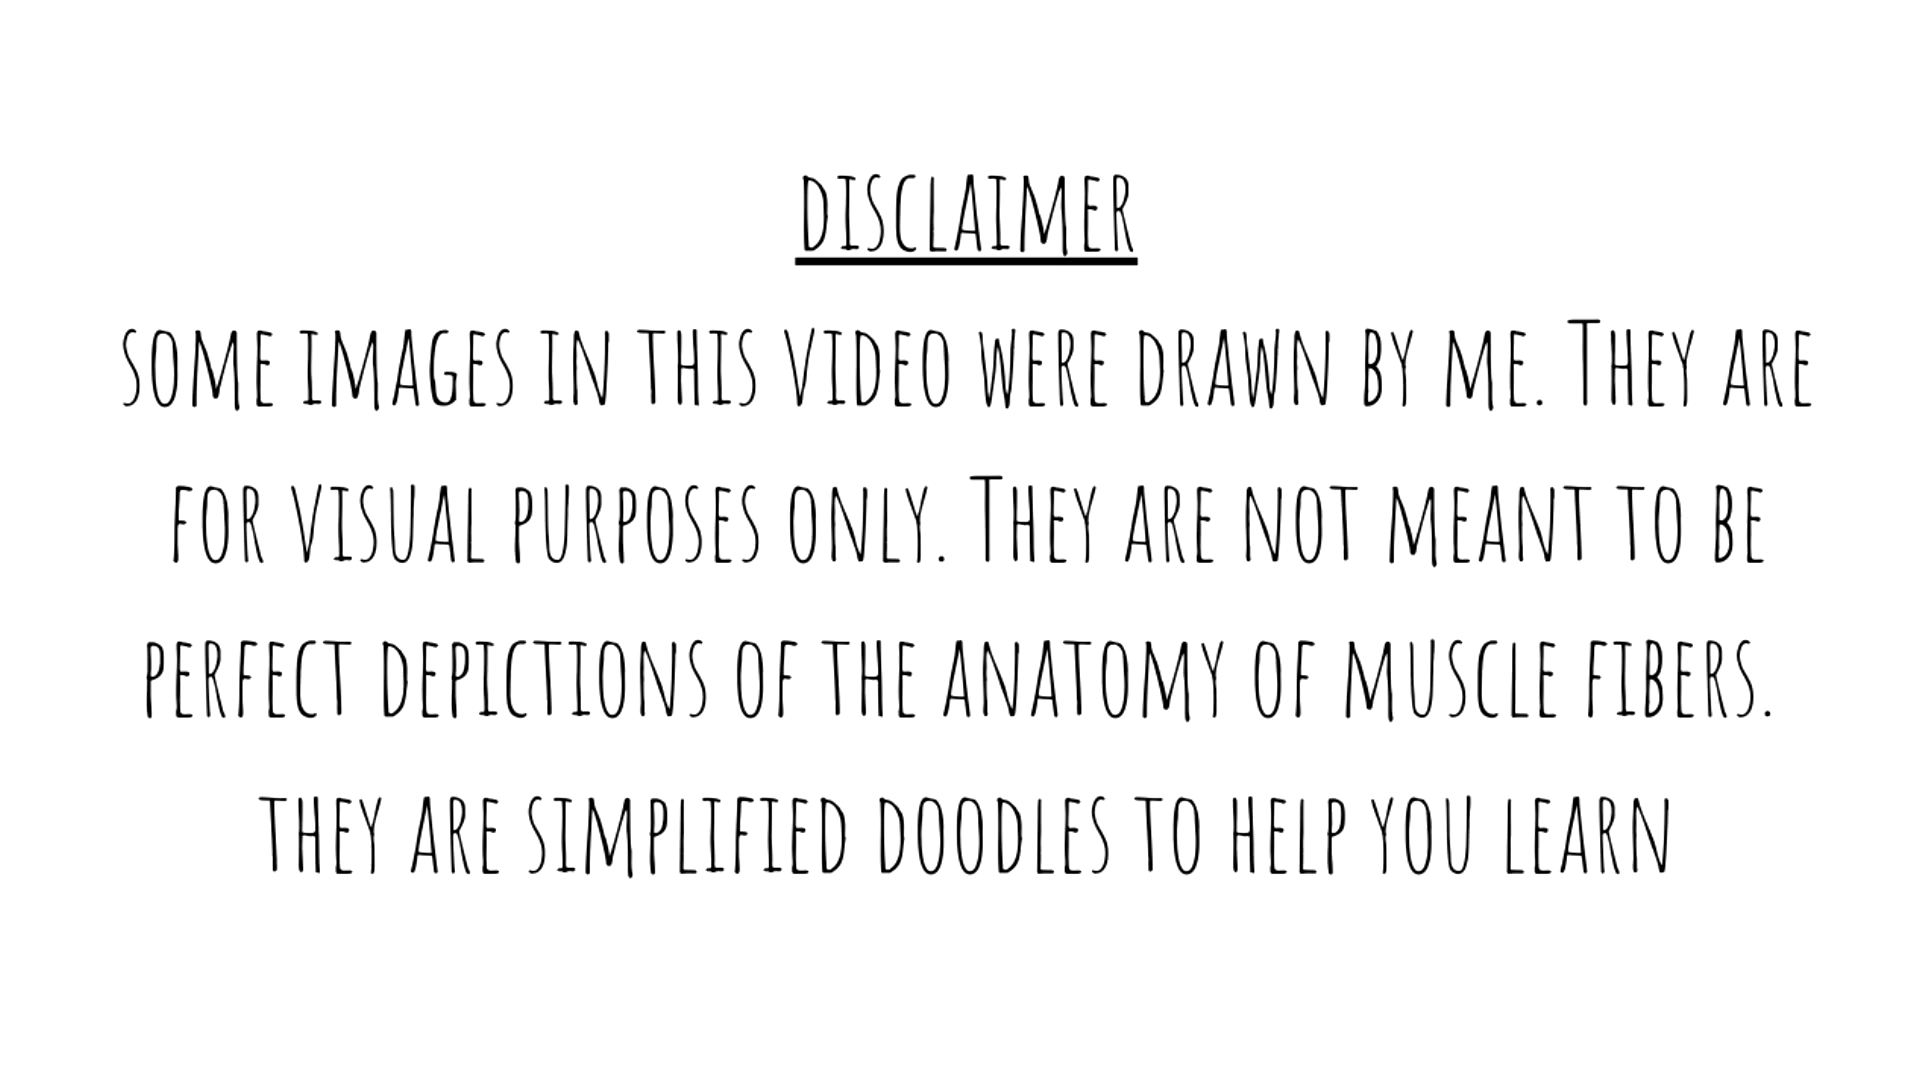 DISCLAIMER
SOME IMAGES IN THIS VIDEO WERE DRAWN BY ME. THEY ARE
FOR VISUAL PURPOSES ONLY. THEY ARE NOT MEANT TO BE
PERFECT DEPICTIONS OF THE ANATOMY OF MUSCLE FIBERS.
THEY ARE SIMPLIFIED DOODLES TO HELP YOU LEARN